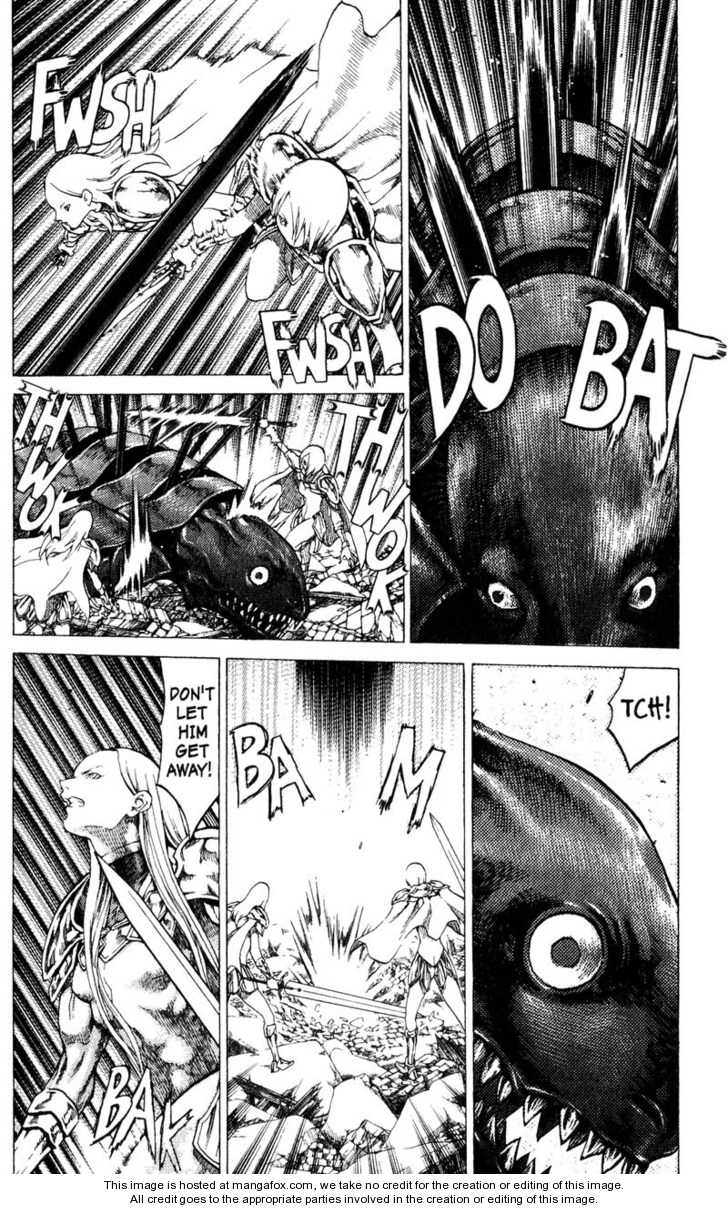 DO BAT
FWSH
FWSH
THWOK
THWOK
TCH!
BAM
DON'T
LET
HIM
GET
AWAY!
BAK
This image is hosted at mangafox.com, we take no credit for the creation or editing of this image.
All credit goes to the appropriate parties involved in the creation or editing of this image.